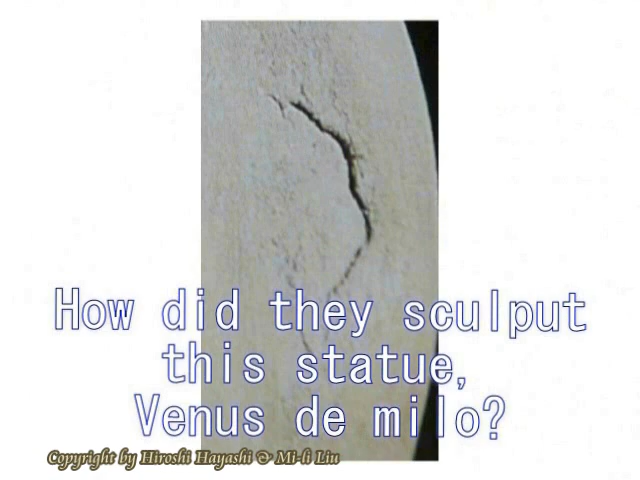 How did they sculput
this statue,
Venus de milo?
Copyright by Hiroshi Hayashi & Mi-li Liu